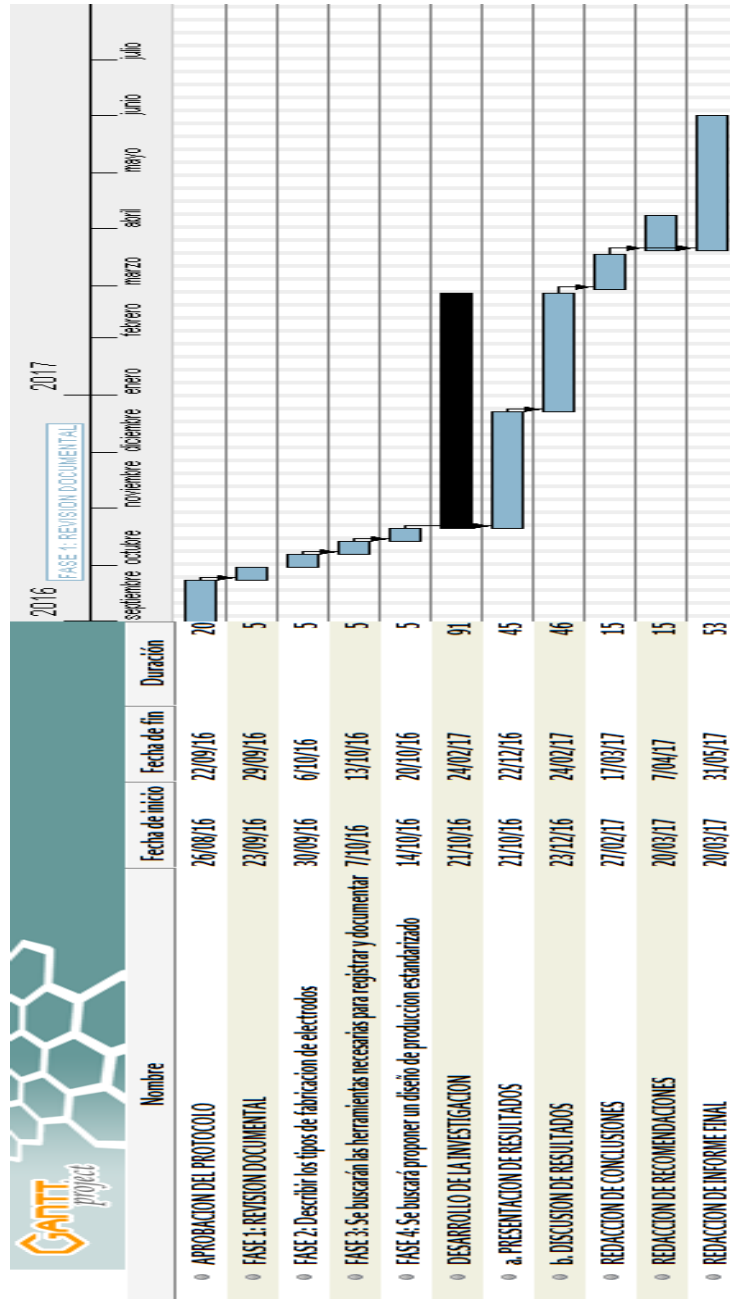 GANTT
project
Nombre Fecha de inicio Fecha de fin Duración
APROBACION DEL PROTOCOLO 26/08/16 22/09/16 20
FASE 1: REVISION DOCUMENTAL 23/09/16 29/09/16 5
FASE 2: Describir los tipos de fabricacion de electrodos 30/09/16 6/10/16 5
FASE 3: Se buscarán las herramientas necesarias para registrar y documentar 7/10/16 13/10/16 5
FASE 4: Se buscará proponer un diseño de produccion estandarizado 14/10/16 20/10/16 5
DESARROLLO DE LA INVESTIGACION 21/10/16 24/02/17 91
a. PRESENTACION DE RESULTADOS 21/10/16 22/12/16 45
b. DISCUSION DE RESULTADOS 23/12/16 24/02/17 46
REDACCION DE CONCLUSIONES 27/02/17 17/03/17 15
REDACCION DE RECOMENDACIONES 20/03/17 7/04/17 15
REDACCION DE INFORME FINAL 20/03/17 31/05/17 53
2016 2017
FASE 1: REVISION DOCUMENTAL
septiembre octubre noviembre diciembre enero febrero marzo abril mayo junio julio